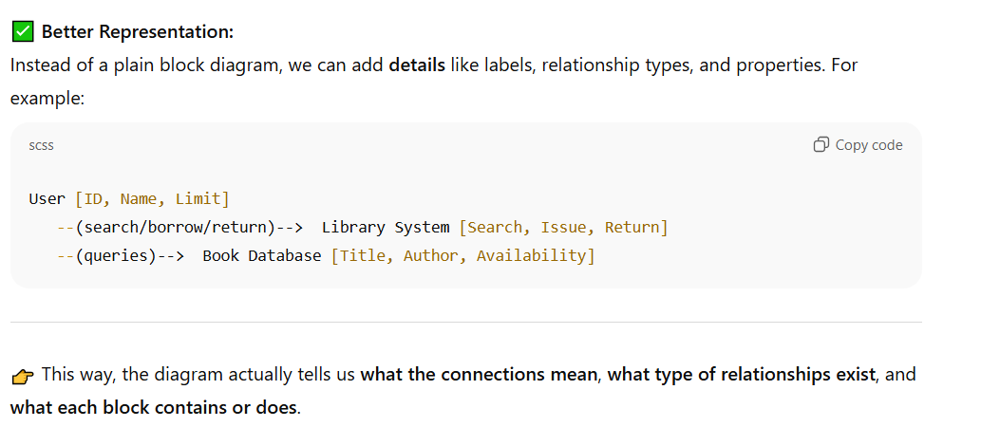 ✅ Better Representation:
Instead of a plain block diagram, we can add details like labels, relationship types, and properties. For
example:
scss
Copy code
User [ID, Name, Limit]
   --(search/borrow/return)-->  Library System [Search, Issue, Return]
   --(queries)-->  Book Database [Title, Author, Availability]
👉 This way, the diagram actually tells us what the connections mean, what type of relationships exist, and
what each block contains or does.